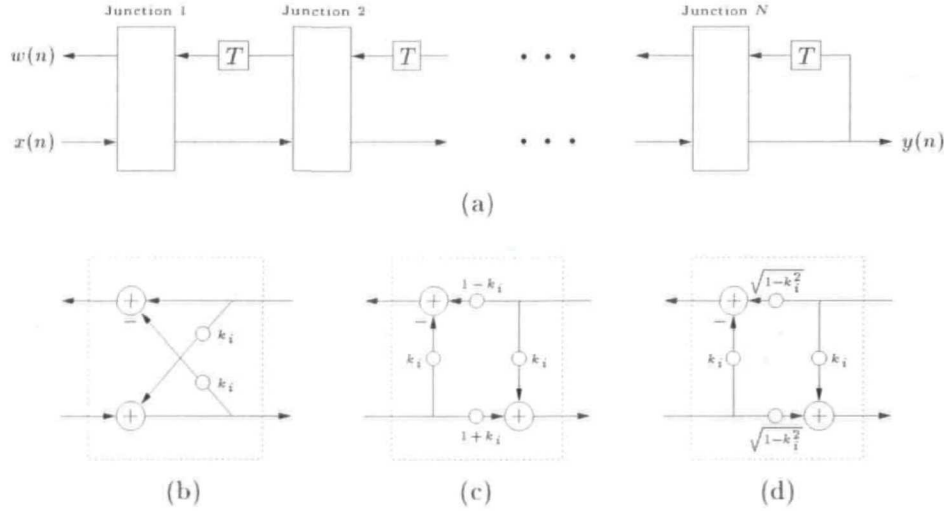 Junction 1 Junction 2 Junction N
w(n) T T • • • T
x(n) • • • y(n)
(a)
1−k_i √1−k_i^2
+ + +
− k_i − −
k_i k_i k_i k_i
k_i
+ + +
1+k_i √1−k_i^2
(b) (c) (d)